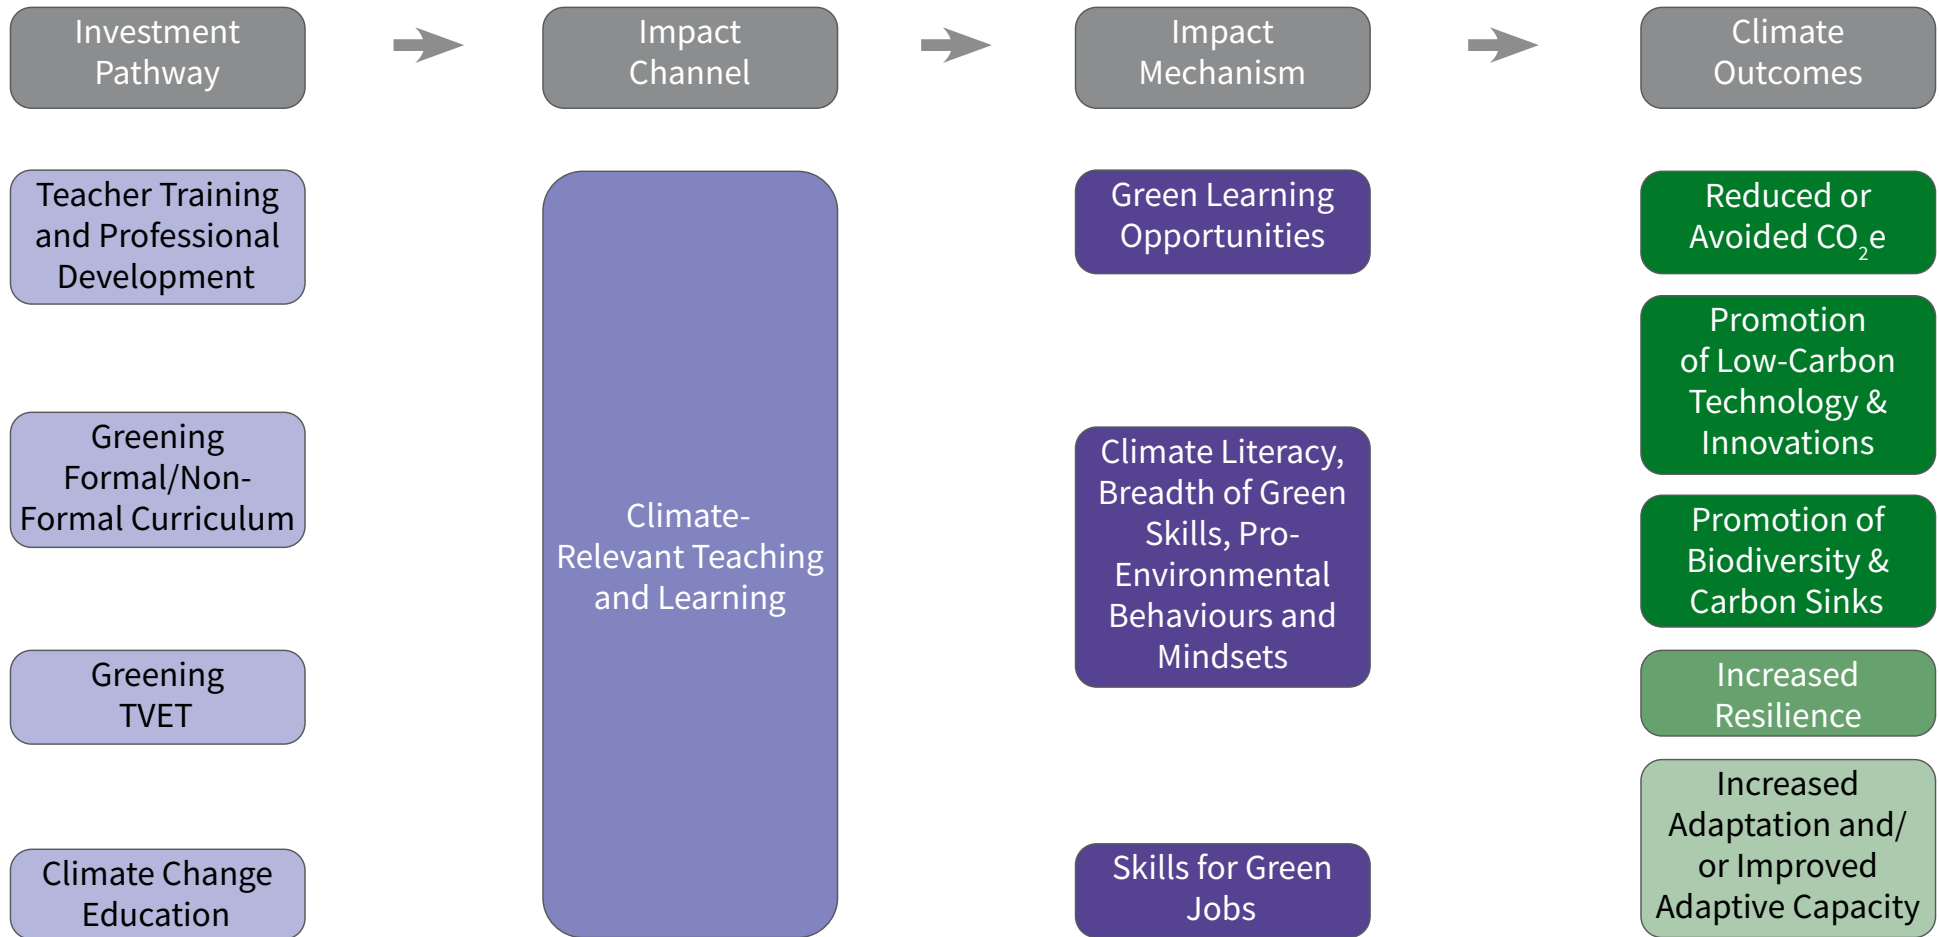 Investment
Pathway
Impact
Channel
Impact
Mechanism
Climate
Outcomes
Teacher Training
and Professional
Development
Greening
Formal/Non-
Formal Curriculum
Greening
TVET
Climate Change
Education
Climate-
Relevant Teaching
and Learning
Green Learning
Opportunities
Climate Literacy,
Breadth of Green
Skills, Pro-
Environmental
Behaviours and
Mindsets
Skills for Green
Jobs
Reduced or
Avoided CO₂e
Promotion
of Low-Carbon
Technology &
Innovations
Promotion of
Biodiversity &
Carbon Sinks
Increased
Resilience
Increased
Adaptation and/
or Improved
Adaptive Capacity